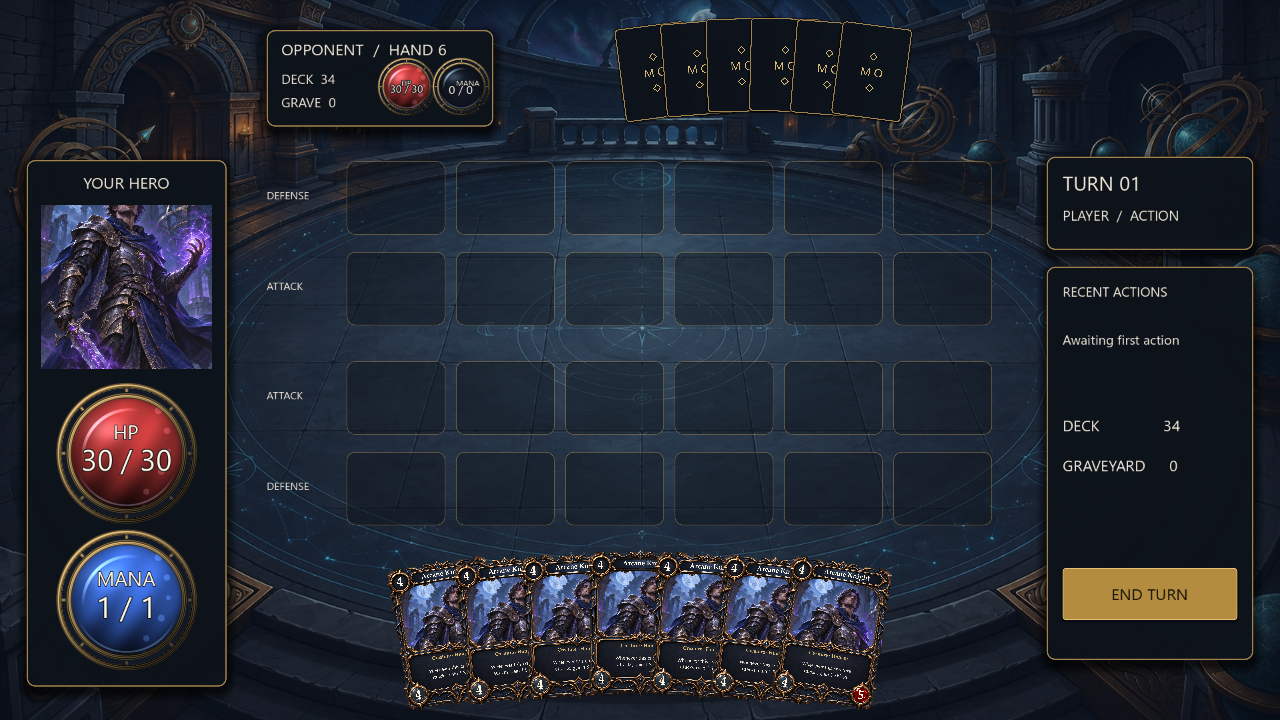 OPPONENT / HAND 6
DECK 34
GRAVE 0
HP
30 / 30
MANA
0 / 0
M O
M O
M O
M O
M O
M O
YOUR HERO
HP
30 / 30
MANA
1 / 1
DEFENSE
ATTACK
ATTACK
DEFENSE
TURN 01
PLAYER / ACTION
RECENT ACTIONS
Awaiting first action
DECK 34
GRAVEYARD 0
END TURN
4 4 4 4 4 4 4
Arcane Knight
4 4 4 4 4 4 5